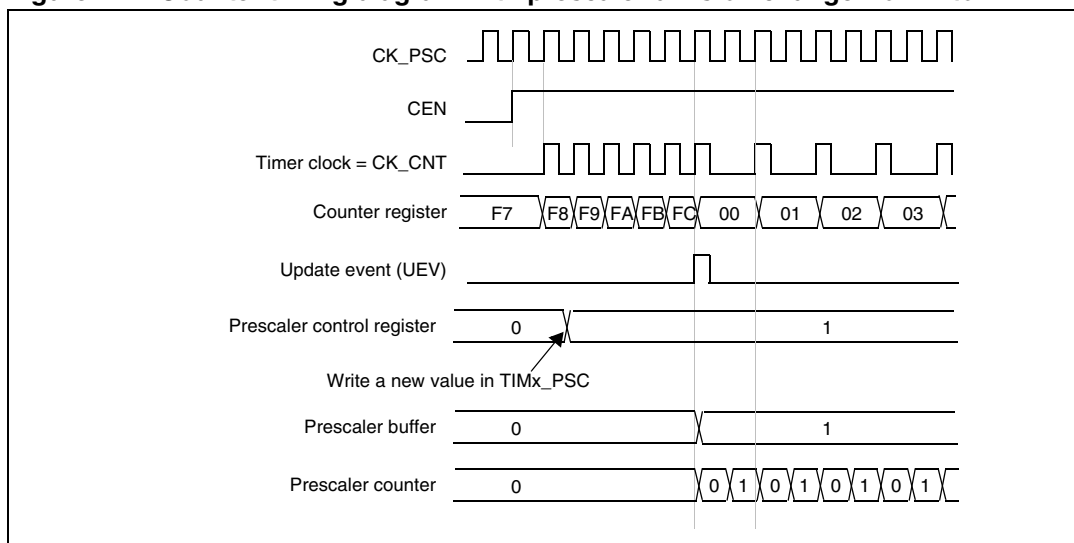 CK_PSC
CEN
Timer clock = CK_CNT
Counter register F7 F8 F9 FA FB FC 00 01 02 03
Update event (UEV)
Prescaler control register 0 1
Write a new value in TIMx_PSC
Prescaler buffer 0 1
Prescaler counter 0 0 1 0 1 0 1 0 1